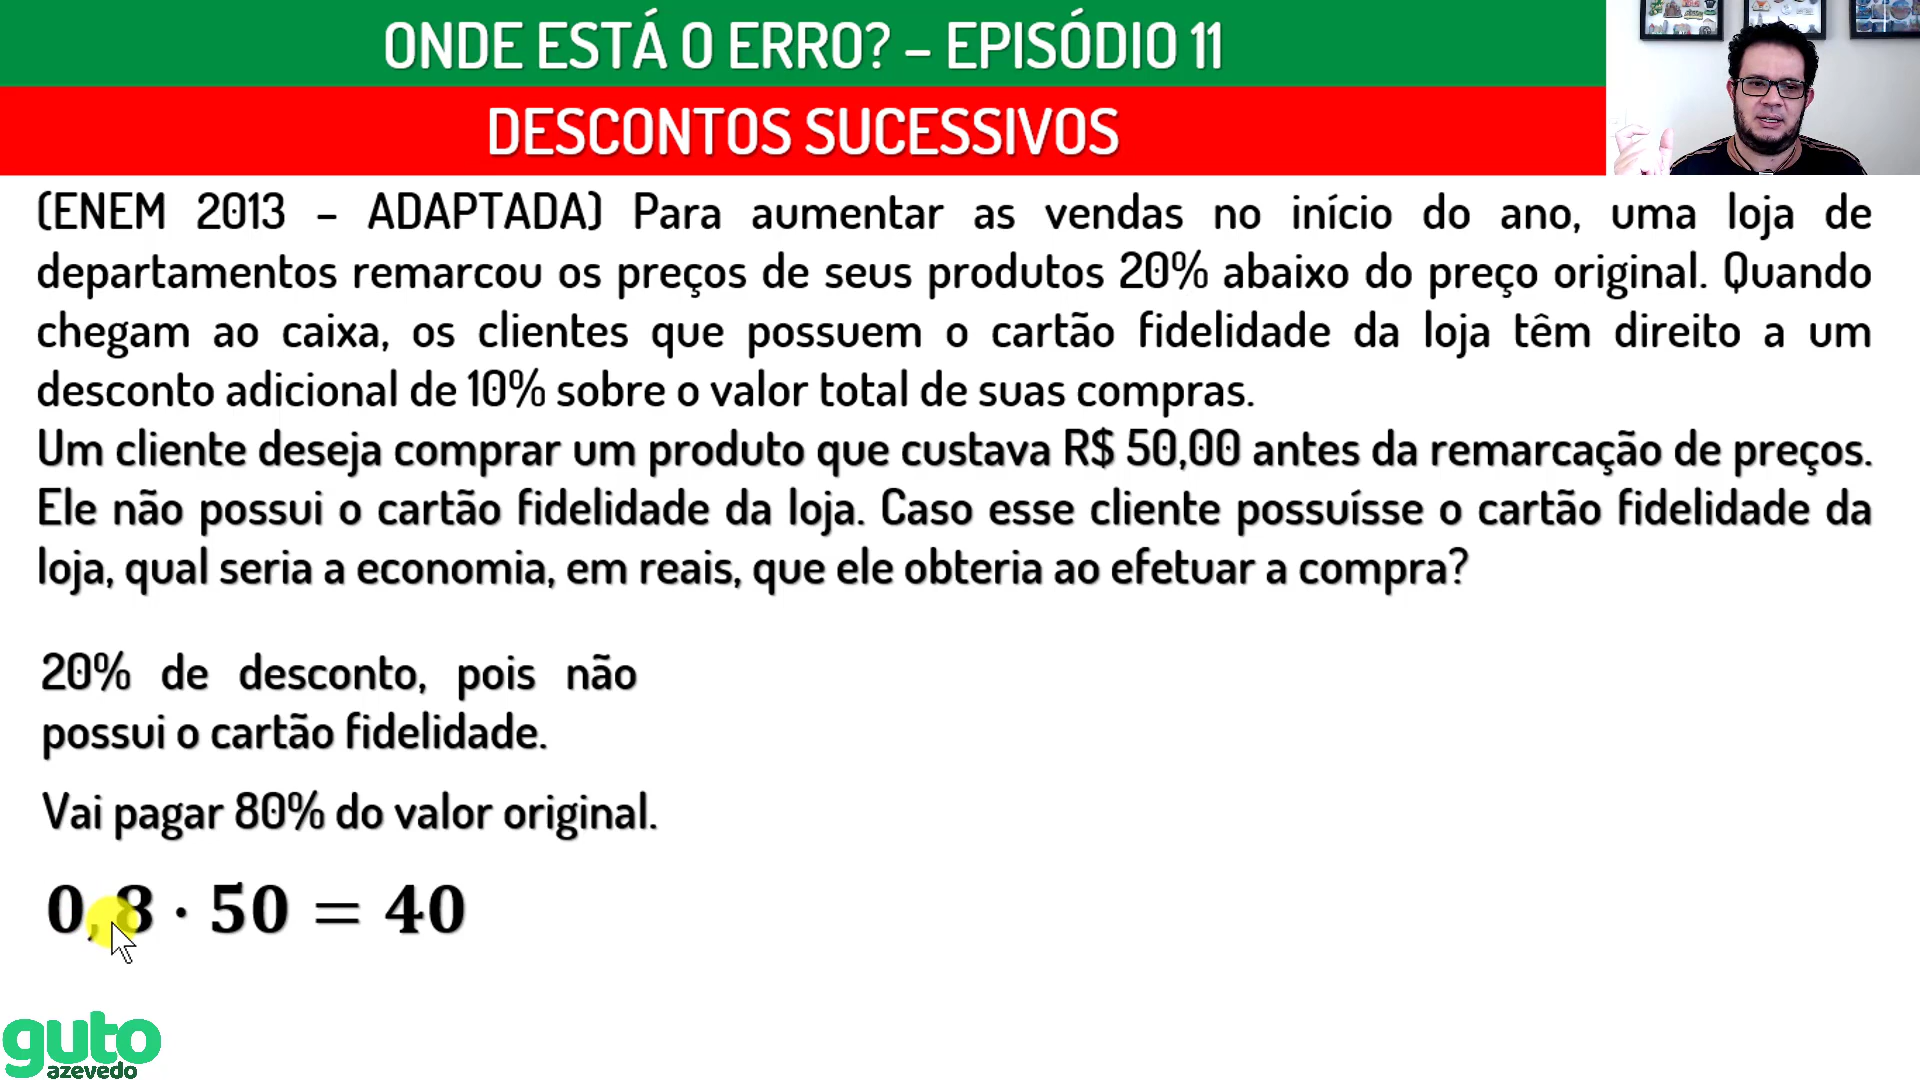 ONDE ESTÁ O ERRO? – EPISÓDIO 11
DESCONTOS SUCESSIVOS
(ENEM 2013 – ADAPTADA) Para aumentar as vendas no início do ano, uma loja de
departamentos remarcou os preços de seus produtos 20% abaixo do preço original. Quando
chegam ao caixa, os clientes que possuem o cartão fidelidade da loja têm direito a um
desconto adicional de 10% sobre o valor total de suas compras.
Um cliente deseja comprar um produto que custava R$ 50,00 antes da remarcação de preços.
Ele não possui o cartão fidelidade da loja. Caso esse cliente possuísse o cartão fidelidade da
loja, qual seria a economia, em reais, que ele obteria ao efetuar a compra?
20% de desconto, pois não
possui o cartão fidelidade.
Vai pagar 80% do valor original.
0,8 · 50 = 40
guto
azevedo